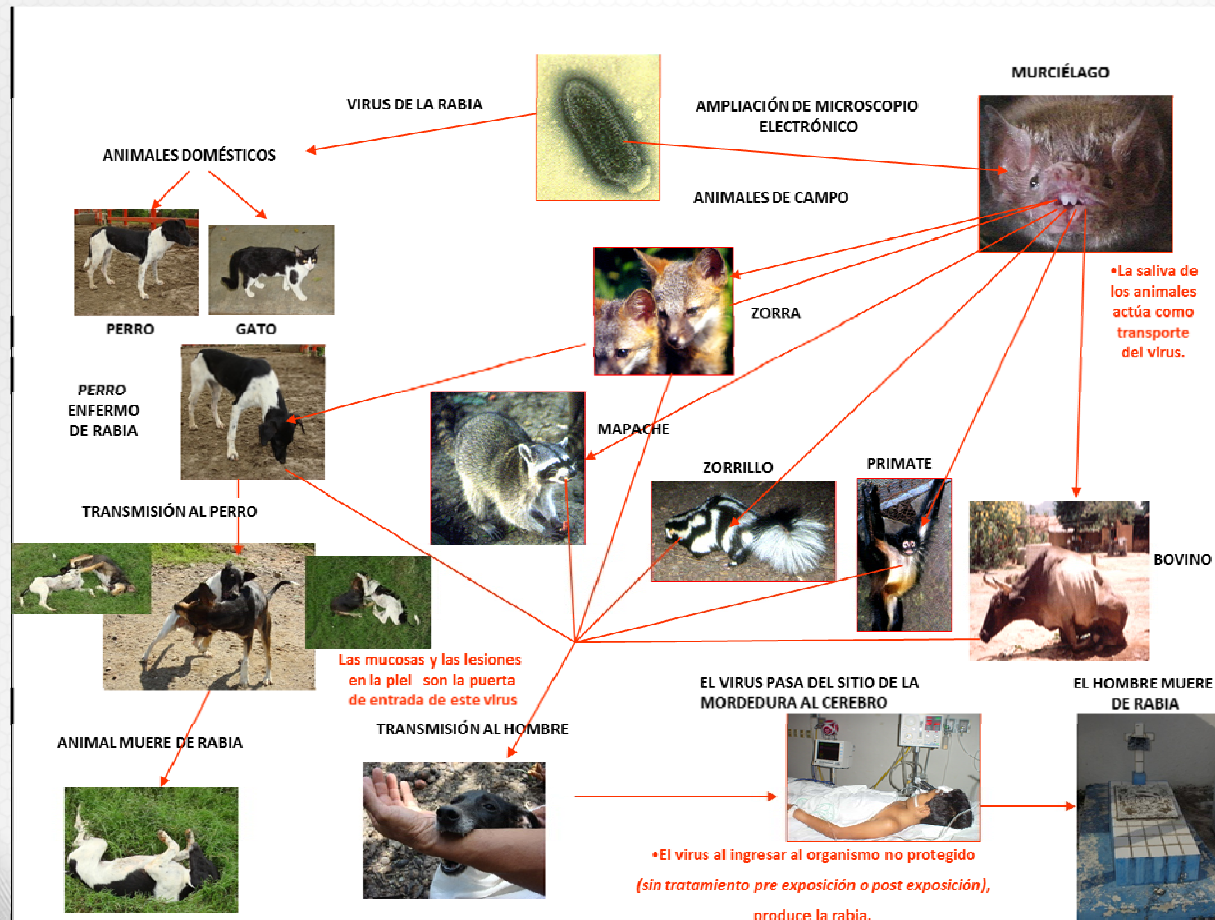 MURCIÉLAGO
VIRUS DE LA RABIA
AMPLIACIÓN DE MICROSCOPIO
ELECTRÓNICO
ANIMALES DOMÉSTICOS
ANIMALES DE CAMPO
•La saliva de
los animales
actúa como
transporte
del virus.
PERRO
GATO
ZORRA
PERRO
ENFERMO
DE RABIA
MAPACHE
ZORRILLO
PRIMATE
TRANSMISIÓN AL PERRO
BOVINO
Las mucosas y las lesiones
en la piel son la puerta
de entrada de este virus
EL VIRUS PASA DEL SITIO DE LA
MORDEDURA AL CEREBRO
EL HOMBRE MUERE
DE RABIA
ANIMAL MUERE DE RABIA
TRANSMISIÓN AL HOMBRE
•El virus al ingresar al organismo no protegido
(sin tratamiento pre exposición o post exposición),
produce la rabia.